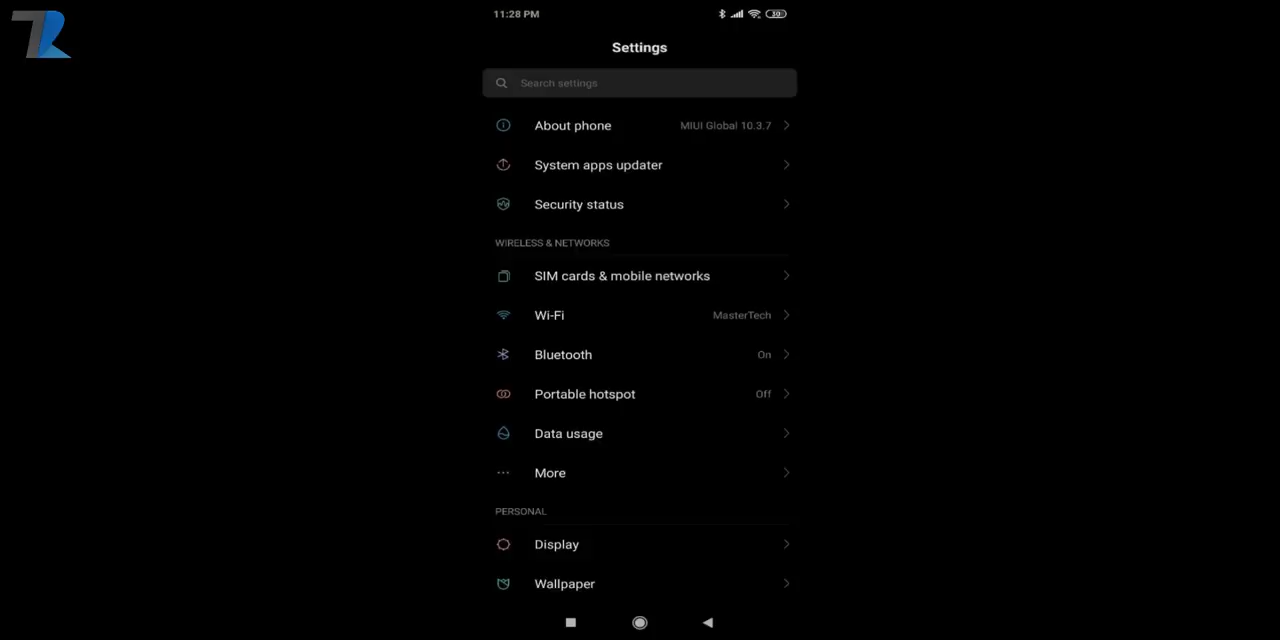 11:28 PM
30
Settings
Search settings
About phone MIUI Global 10.3.7
System apps updater
Security status
WIRELESS & NETWORKS
SIM cards & mobile networks
Wi-Fi MasterTech
Bluetooth On
Portable hotspot Off
Data usage
More
PERSONAL
Display
Wallpaper